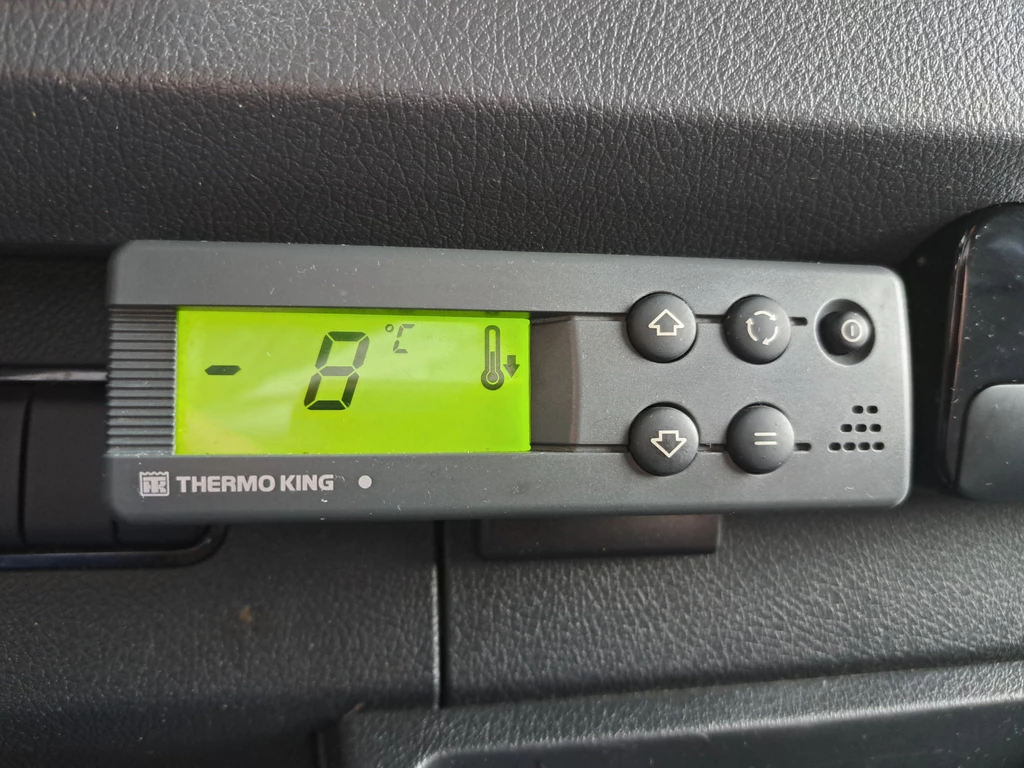 - 8 °C
THERMO KING